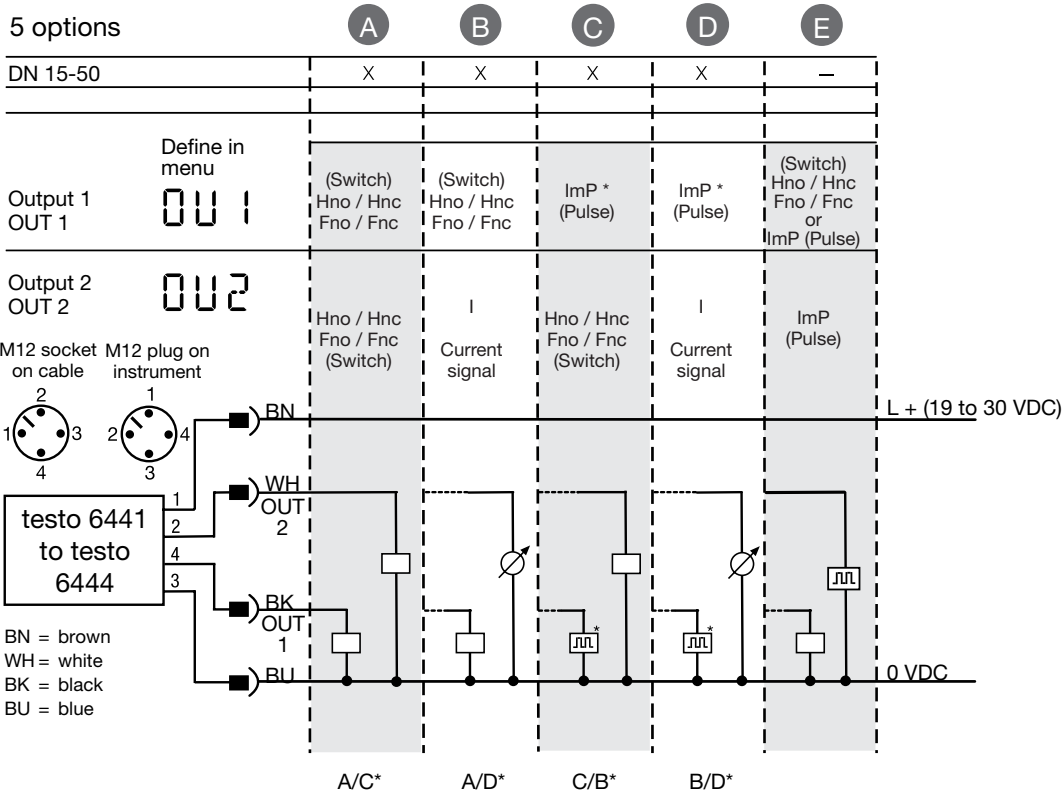 5 options A B C D E
DN 15-50 X X X X –
Define in
menu
Output 1
OUT 1
OU1
(Switch)
Hno / Hnc
Fno / Fnc
(Switch)
Hno / Hnc
Fno / Fnc
ImP *
(Pulse)
ImP *
(Pulse)
(Switch)
Hno / Hnc
Fno / Fnc
or
ImP (Pulse)
Output 2
OUT 2
OU2
Hno / Hnc
Fno / Fnc
(Switch)
I
Current
signal
Hno / Hnc
Fno / Fnc
(Switch)
I
Current
signal
ImP
(Pulse)
M12 socket
on cable
2
1 3
4
M12 plug on
instrument
1
2 4
3
BN
L + (19 to 30 VDC)
WH
OUT
2
testo 6441
to testo
6444
1
2
4
3
BK
OUT
1
*
*
BU
0 VDC
BN = brown
WH = white
BK = black
BU = blue
A/C* A/D* C/B* B/D*